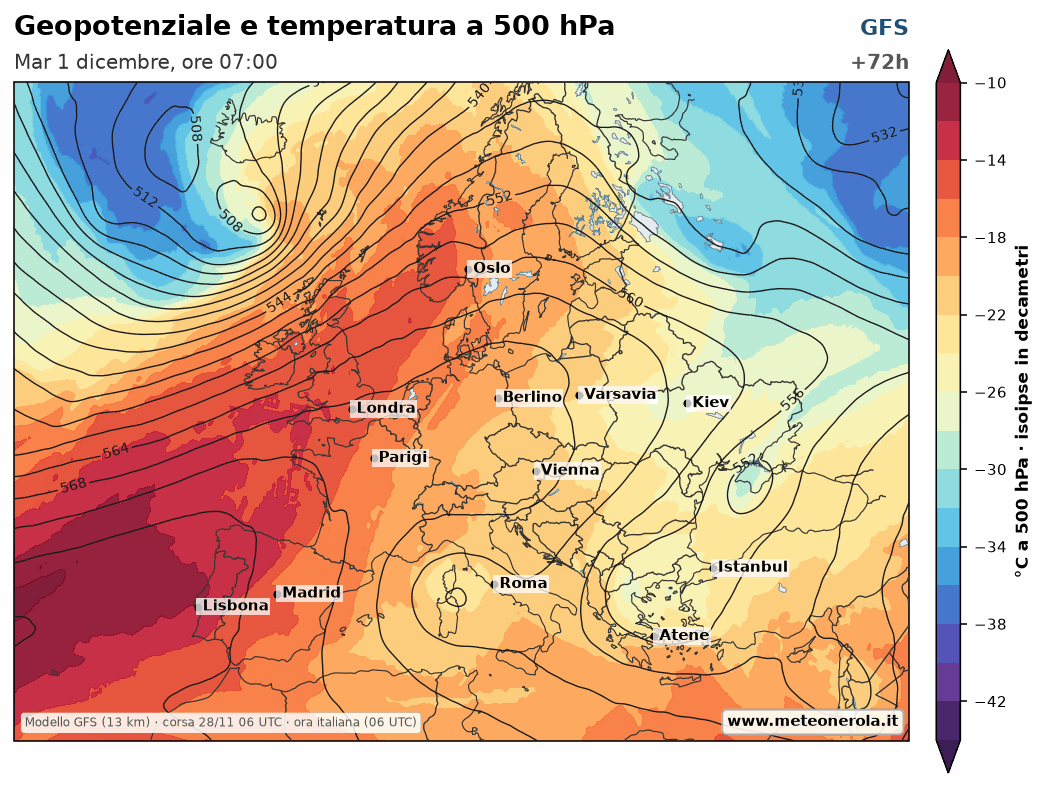 Geopotenziale e temperatura a 500 hPa
GFS
Mar 1 dicembre, ore 07:00
+72h
540
508
532
512
508
552
544
560
556
564
568
Oslo
Londra
Berlino
Varsavia
Kiev
Parigi
Vienna
Roma
Istanbul
Madrid
Lisbona
Atene
−10
−14
−18
−22
−26
−30
−34
−38
−42
°C a 500 hPa · isoipse in decametri
Modello GFS (13 km) · corsa 28/11 06 UTC · ora italiana (06 UTC)
www.meteonerola.it